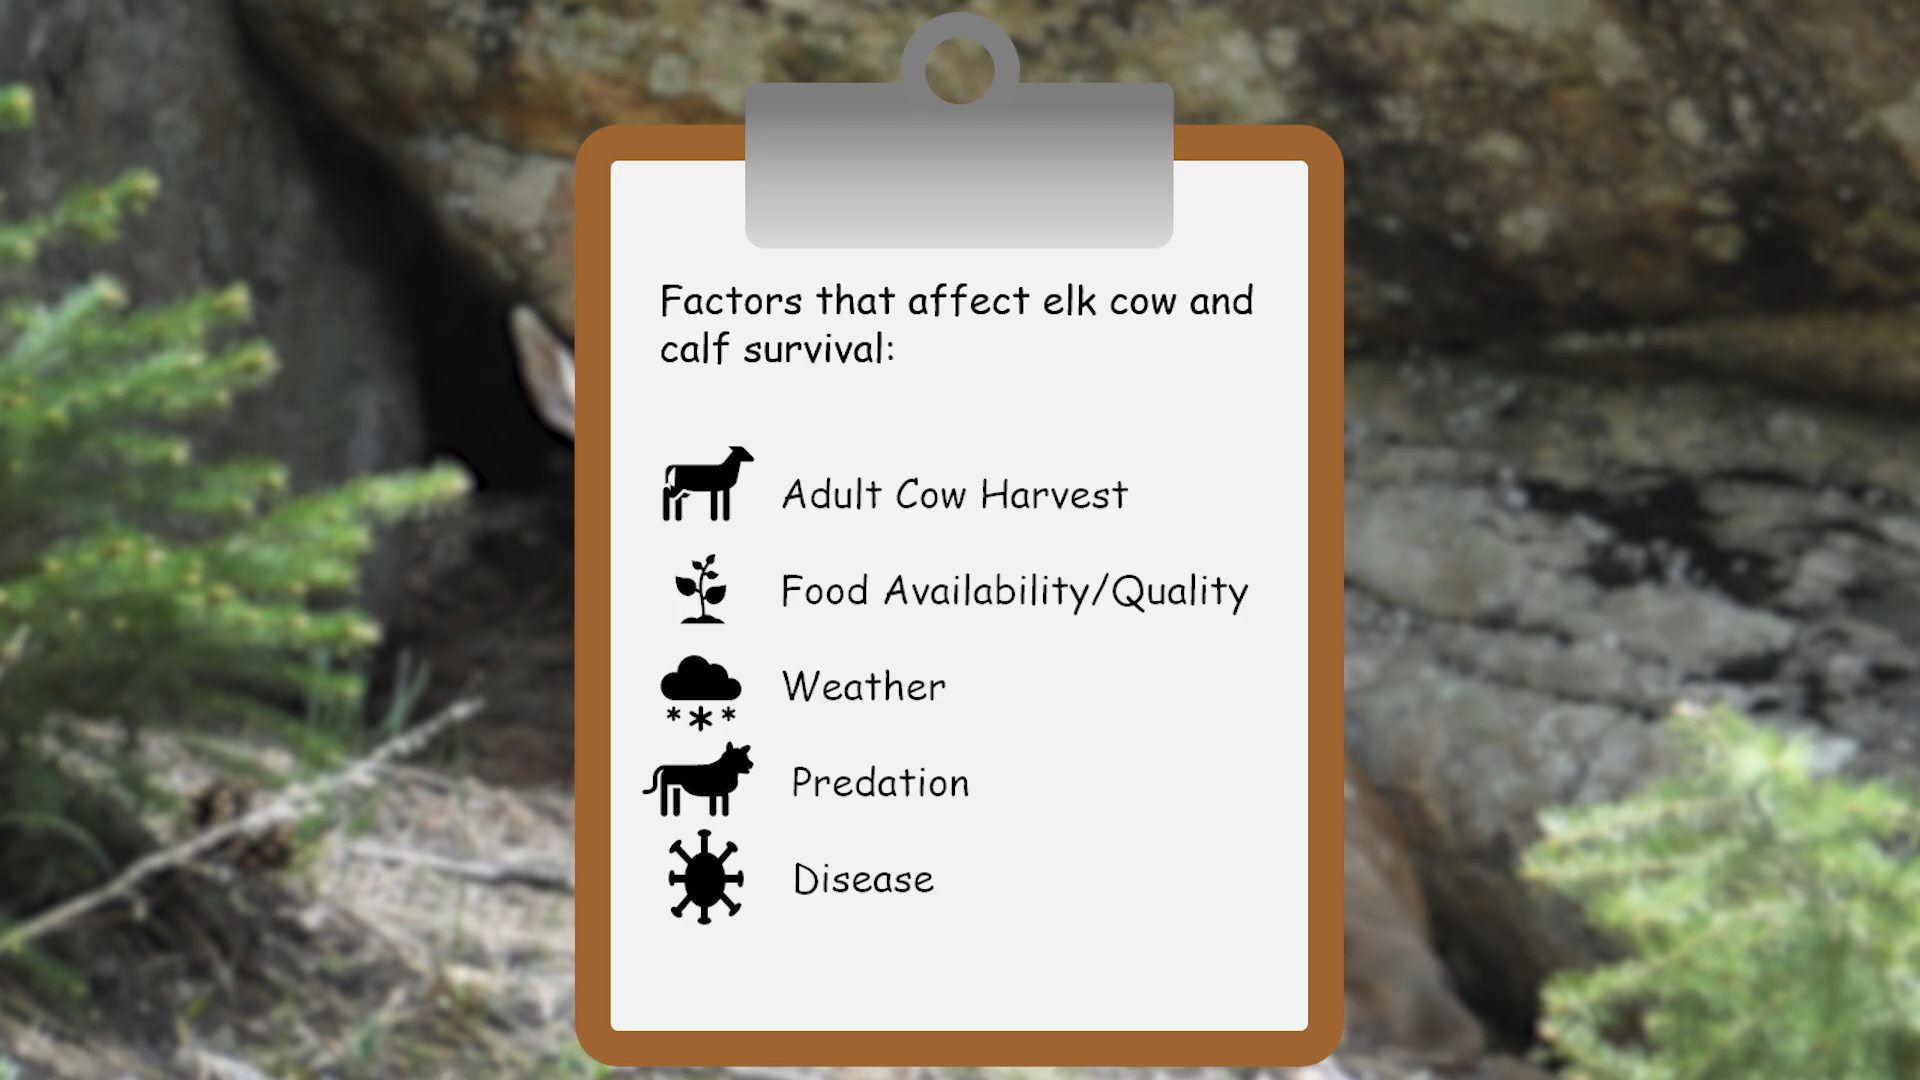 Factors that affect elk cow and
calf survival:
Adult Cow Harvest
Food Availability/Quality
Weather
Predation
Disease